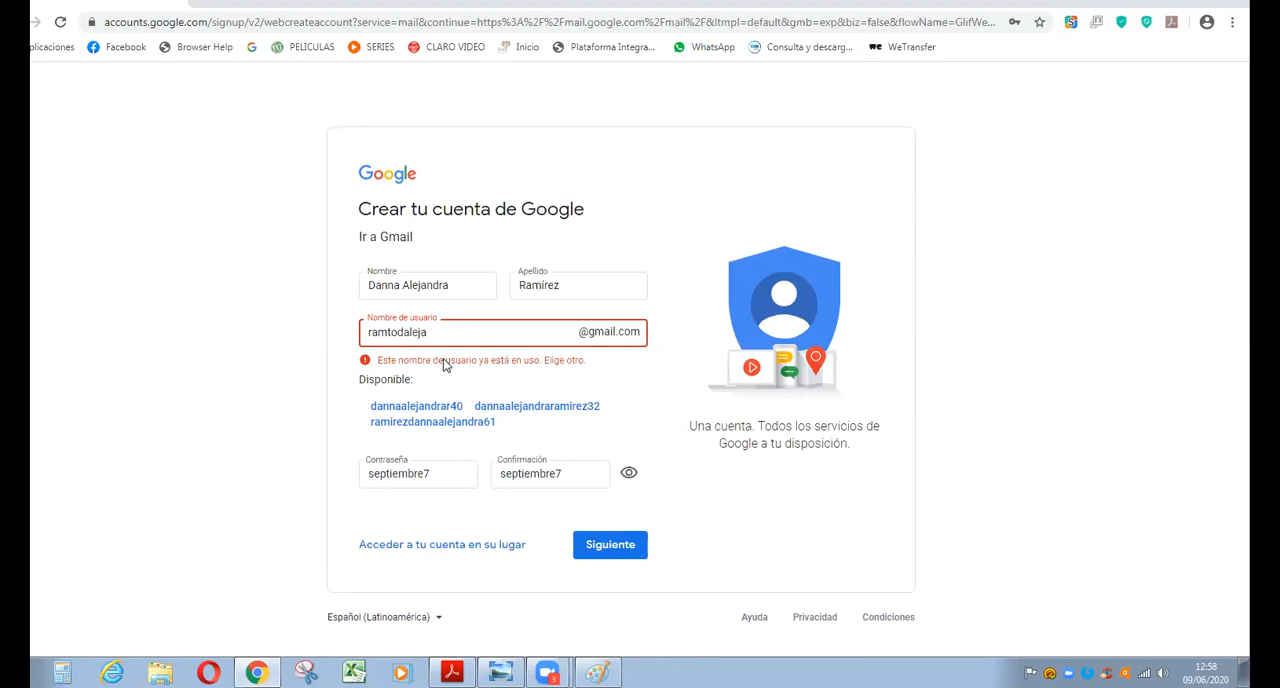 accounts.google.com/signup/v2/webcreateaccount?service=mail&continue=https%3A%2F%2Fmail.google.com%2Fmail%2F&ltmpl=default&gmb=exp&biz=false&flowName=GlifWe...
plicaciones Facebook Browser Help PELICULAS SERIES CLARO VIDEO Inicio Plataforma Integra... WhatsApp Consulta y descarg... WeTransfer
Google
Crear tu cuenta de Google
Ir a Gmail
Nombre Apellido
Danna Alejandra Ramírez
Nombre de usuario
ramtodaleja @gmail.com
Este nombre de usuario ya está en uso. Elige otro.
Disponible:
dannaalejandrar40 dannaalejandraramirez32
ramirezdannaalejandra61
Contraseña Confirmación
septiembre7 septiembre7
Acceder a tu cuenta en su lugar Siguiente
Una cuenta. Todos los servicios de
Google a tu disposición.
Español (Latinoamérica) Ayuda Privacidad Condiciones
12:58
09/06/2020